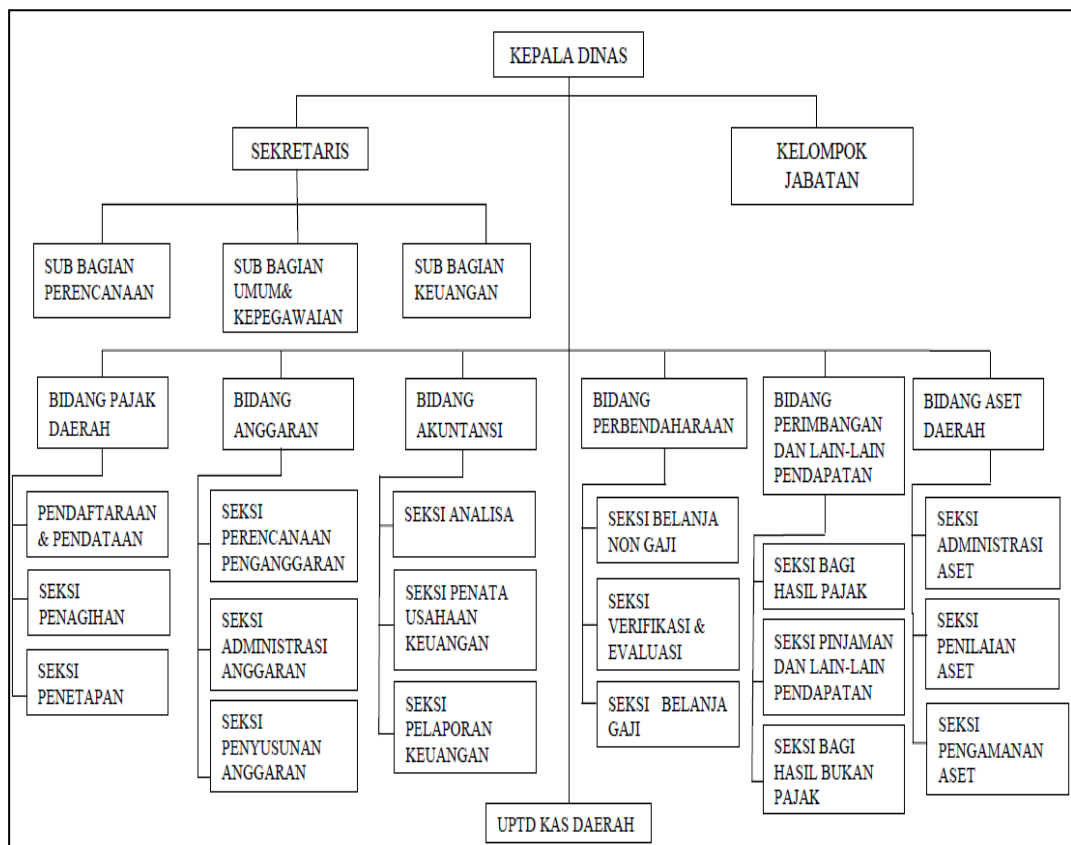 KEPALA DINAS
SEKRETARIS
KELOMPOK
JABATAN
SUB BAGIAN
PERENCANAAN
SUB BAGIAN
UMUM&
KEPEGAWAIAN
SUB BAGIAN
KEUANGAN
BIDANG PAJAK
DAERAH
BIDANG
ANGGARAN
BIDANG
AKUNTANSI
BIDANG
PERBENDAHARAAN
BIDANG
PERIMBANGAN
DAN LAIN-LAIN
PENDAPATAN
BIDANG ASET
DAERAH
PENDAFTARAAN
& PENDATAAN
SEKSI
PENAGIHAN
SEKSI
PENETAPAN
SEKSI
PERENCANAAN
PENGANGGARAN
SEKSI
ADMINISTRASI
ANGGARAN
SEKSI
PENYUSUNAN
ANGGARAN
SEKSI ANALISA
SEKSI PENATA
USAHAAN
KEUANGAN
SEKSI
PELAPORAN
KEUANGAN
SEKSI BELANJA
NON GAJI
SEKSI
VERIFIKASI &
EVALUASI
SEKSI BELANJA
GAJI
SEKSI BAGI
HASIL PAJAK
SEKSI PINJAMAN
DAN LAIN-LAIN
PENDAPATAN
SEKSI BAGI
HASIL BUKAN
PAJAK
SEKSI
ADMINISTRASI
ASET
SEKSI
PENILAIAN
ASET
SEKSI
PENGAMANAN
ASET
UPTD KAS DAERAH